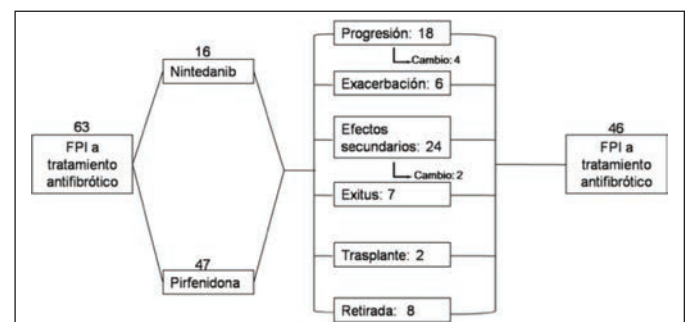 63
FPI a
tratamiento
antifibrótico
16
Nintedanib
47
Pirfenidona
Progresión: 18
Cambio: 4
Exacerbación: 6
Efectos
secundarios: 24
Cambio: 2
Exitus: 7
Trasplante: 2
Retirada: 8
46
FPI a
tratamiento
antifibrótico